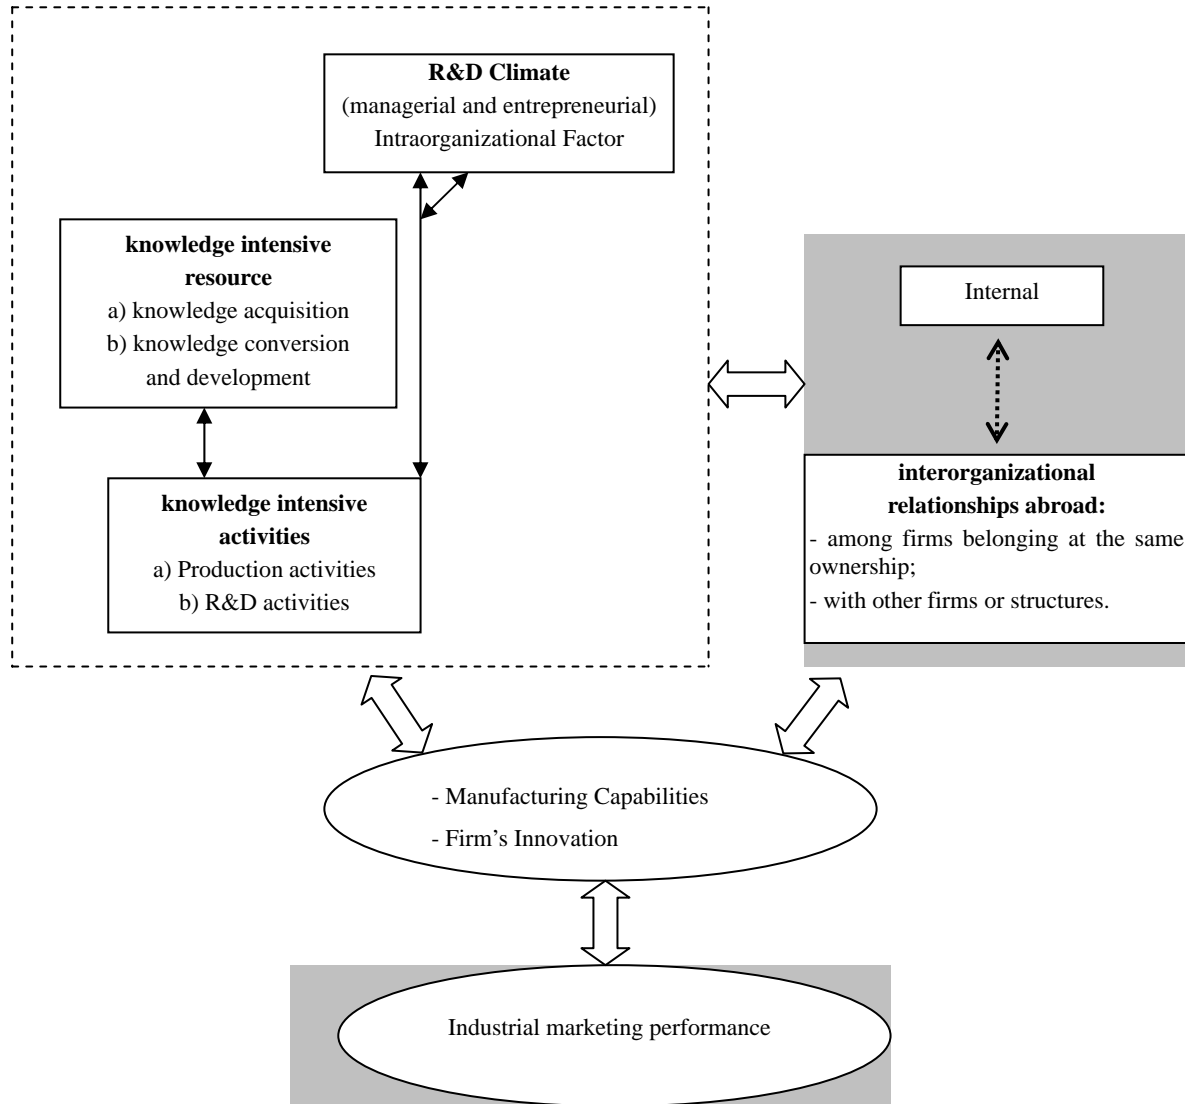 R&D Climate
(managerial and entrepreneurial)
Intraorganizational Factor
knowledge intensive
resource
a) knowledge acquisition
b) knowledge conversion
and development
Internal
interorganizational
relationships abroad:
- among firms belonging at the same
ownership;
- with other firms or structures.
knowledge intensive
activities
a) Production activities
b) R&D activities
- Manufacturing Capabilities
- Firm’s Innovation
Industrial marketing performance